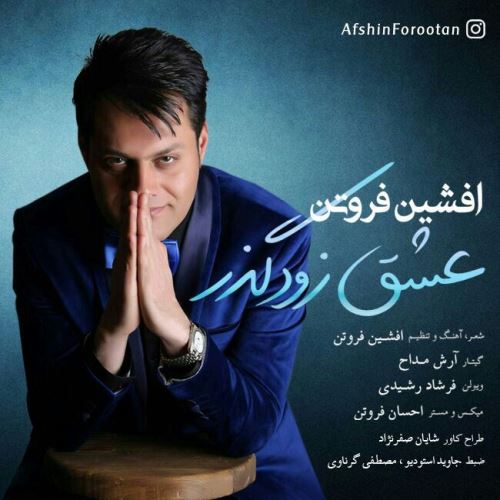 AfshinForootan
افشین فروتن
عشق زودگذر
شعر، آهنگ و تنظیم افشین فروتن
گیتار آرش مداح
ویولن فرشاد رشیدی
میکس و مستر احسان فروتن
طراح کاور شایان صفرنژاد
ضبط جاوید استودیو ، مصطفی گرناوی